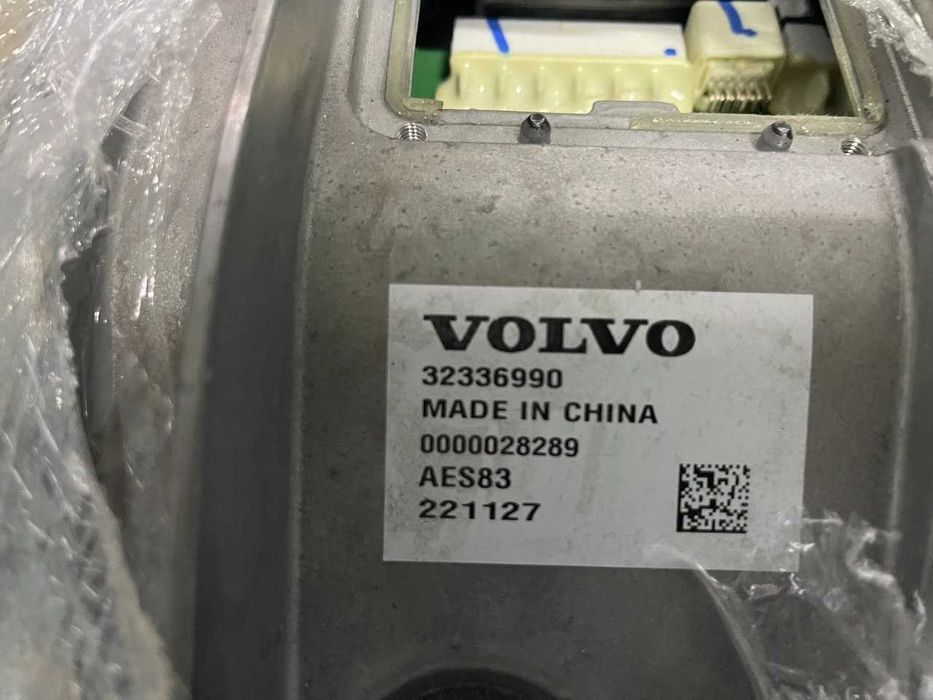 VOLVO
32336990
MADE IN CHINA
0000028289
AES83
221127